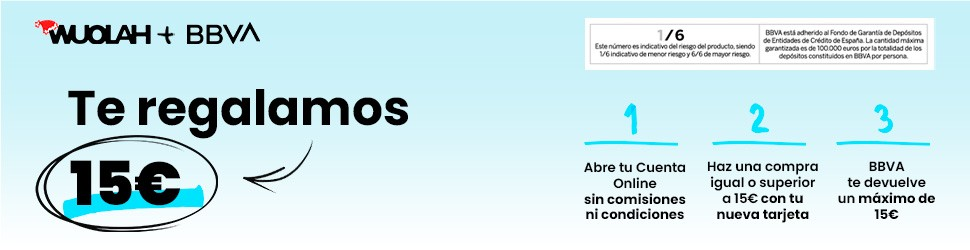 WUOLAH + BBVA
1/6
Este número es indicativo del riesgo del producto, siendo
1/6 indicativo de menor riesgo y 6/6 de mayor riesgo.
BBVA está adherido al Fondo de Garantía de Depósitos
de Entidades de Crédito de España. La cantidad máxima
garantizada es de 100.000 euros por la totalidad de los
depósitos constituidos en BBVA por persona.
Te regalamos
15€
1
Abre tu Cuenta
Online
sin comisiones
ni condiciones
2
Haz una compra
igual o superior
a 15€ con tu
nueva tarjeta
3
BBVA
te devuelve
un máximo de
15€